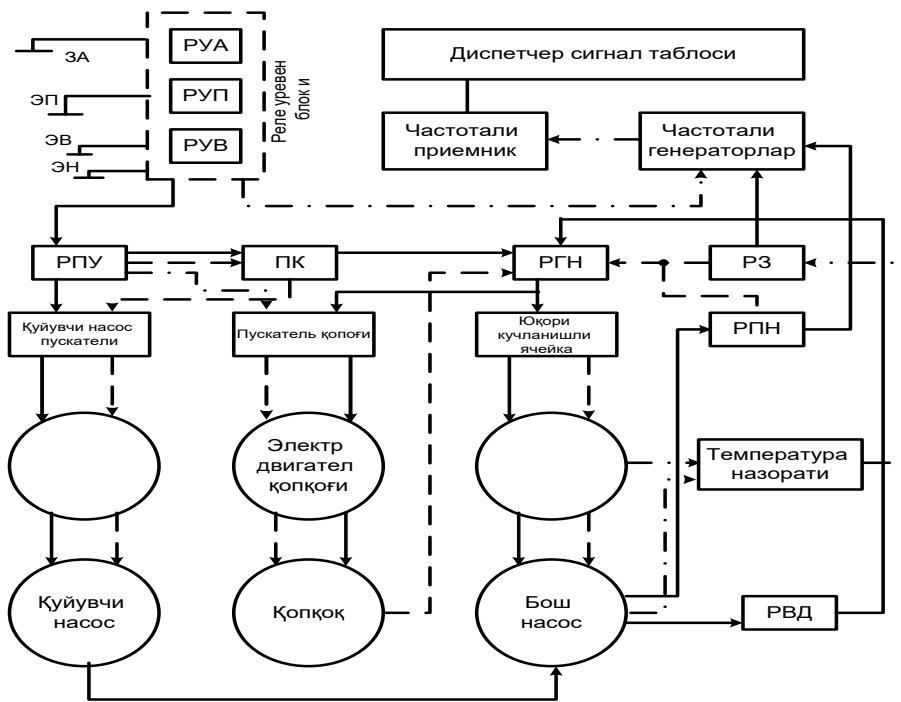 ЗА
ЭП
ЭВ
ЭН
РУА
РУП
РУВ
Реле уревен
блок и
Диспетчер сигнал таблоси
Частотали
приемник
Частотали
генераторлар
РПУ
ПК
РГН
РЗ
Қуйувчи насос
пускатели
Пускатель қопоғи
Юқори
кучланишли
ячейка
РПН
Электр
двигател
қопқоғи
Температура
назорати
Қуйувчи
насос
Қопқоқ
Бош
насос
РВД